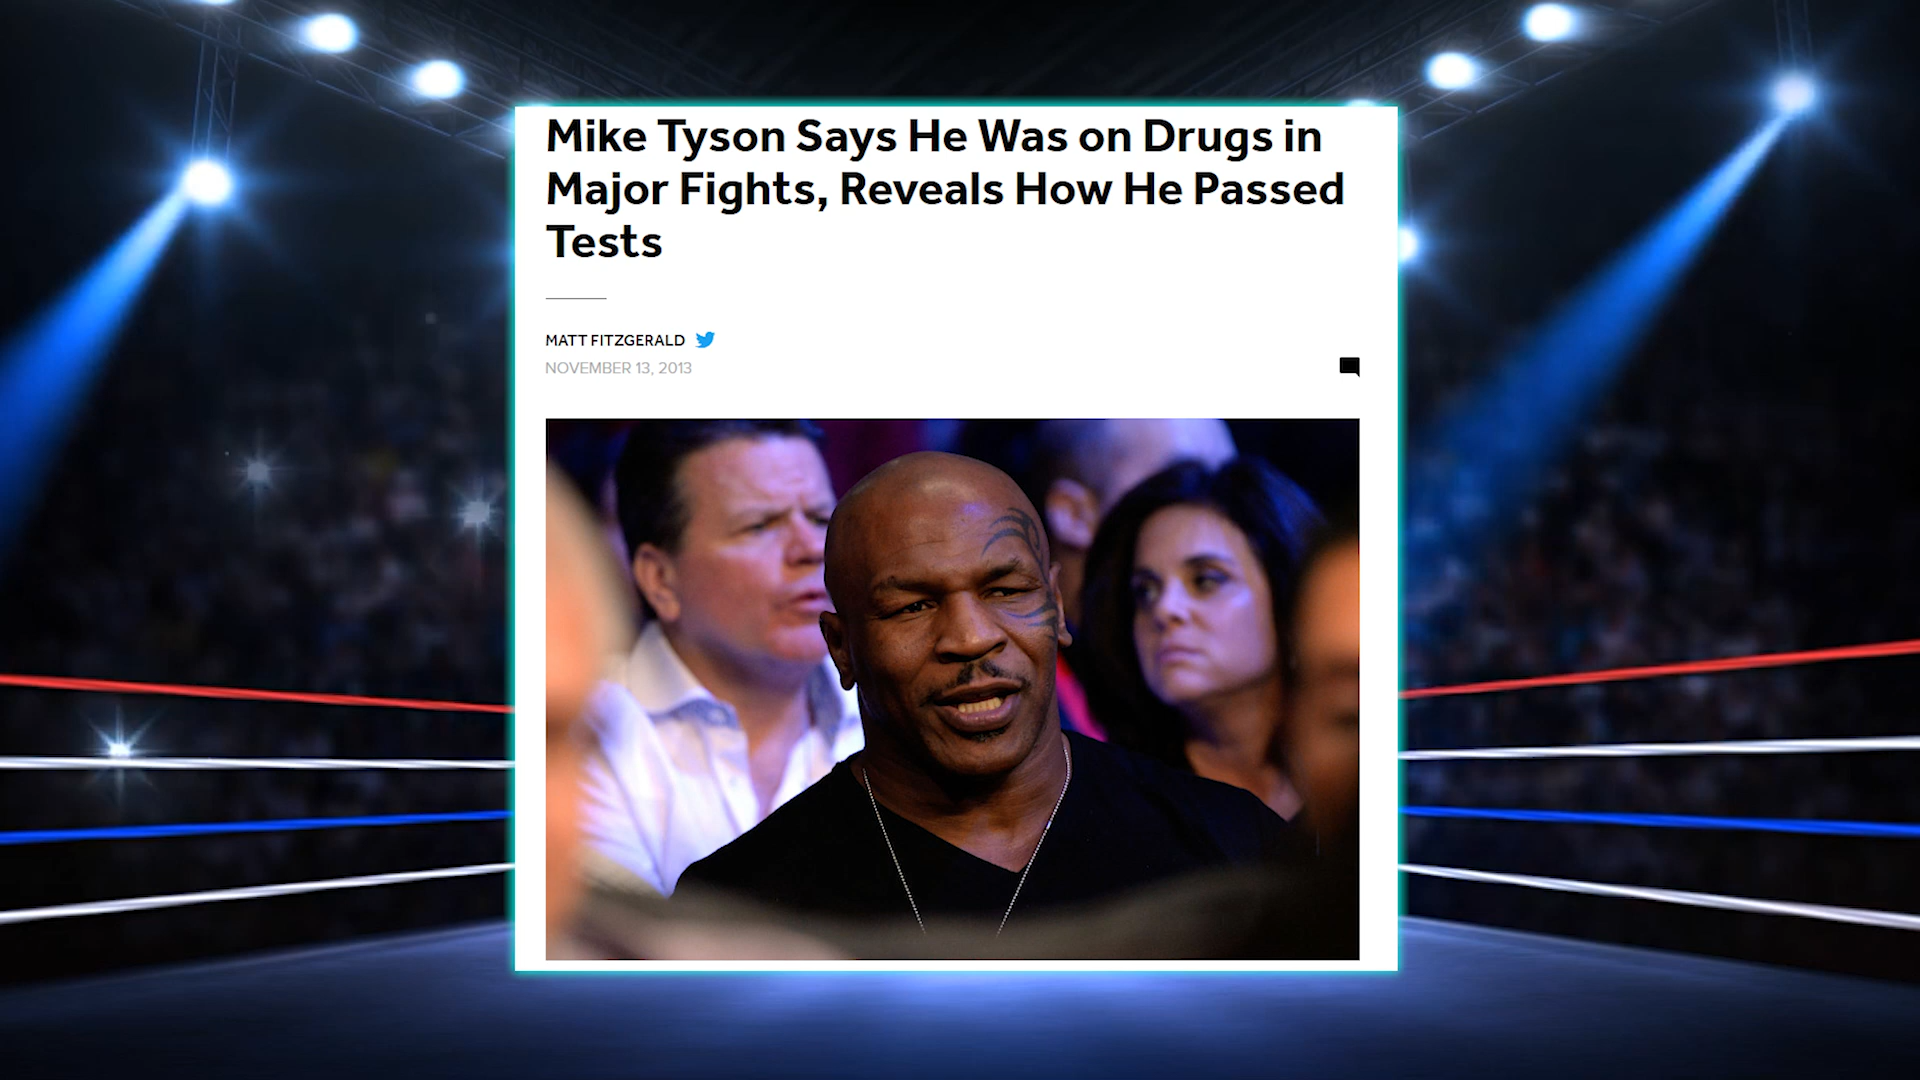 Mike Tyson Says He Was on Drugs in
Major Fights, Reveals How He Passed
Tests
MATT FITZGERALD
NOVEMBER 13, 2013